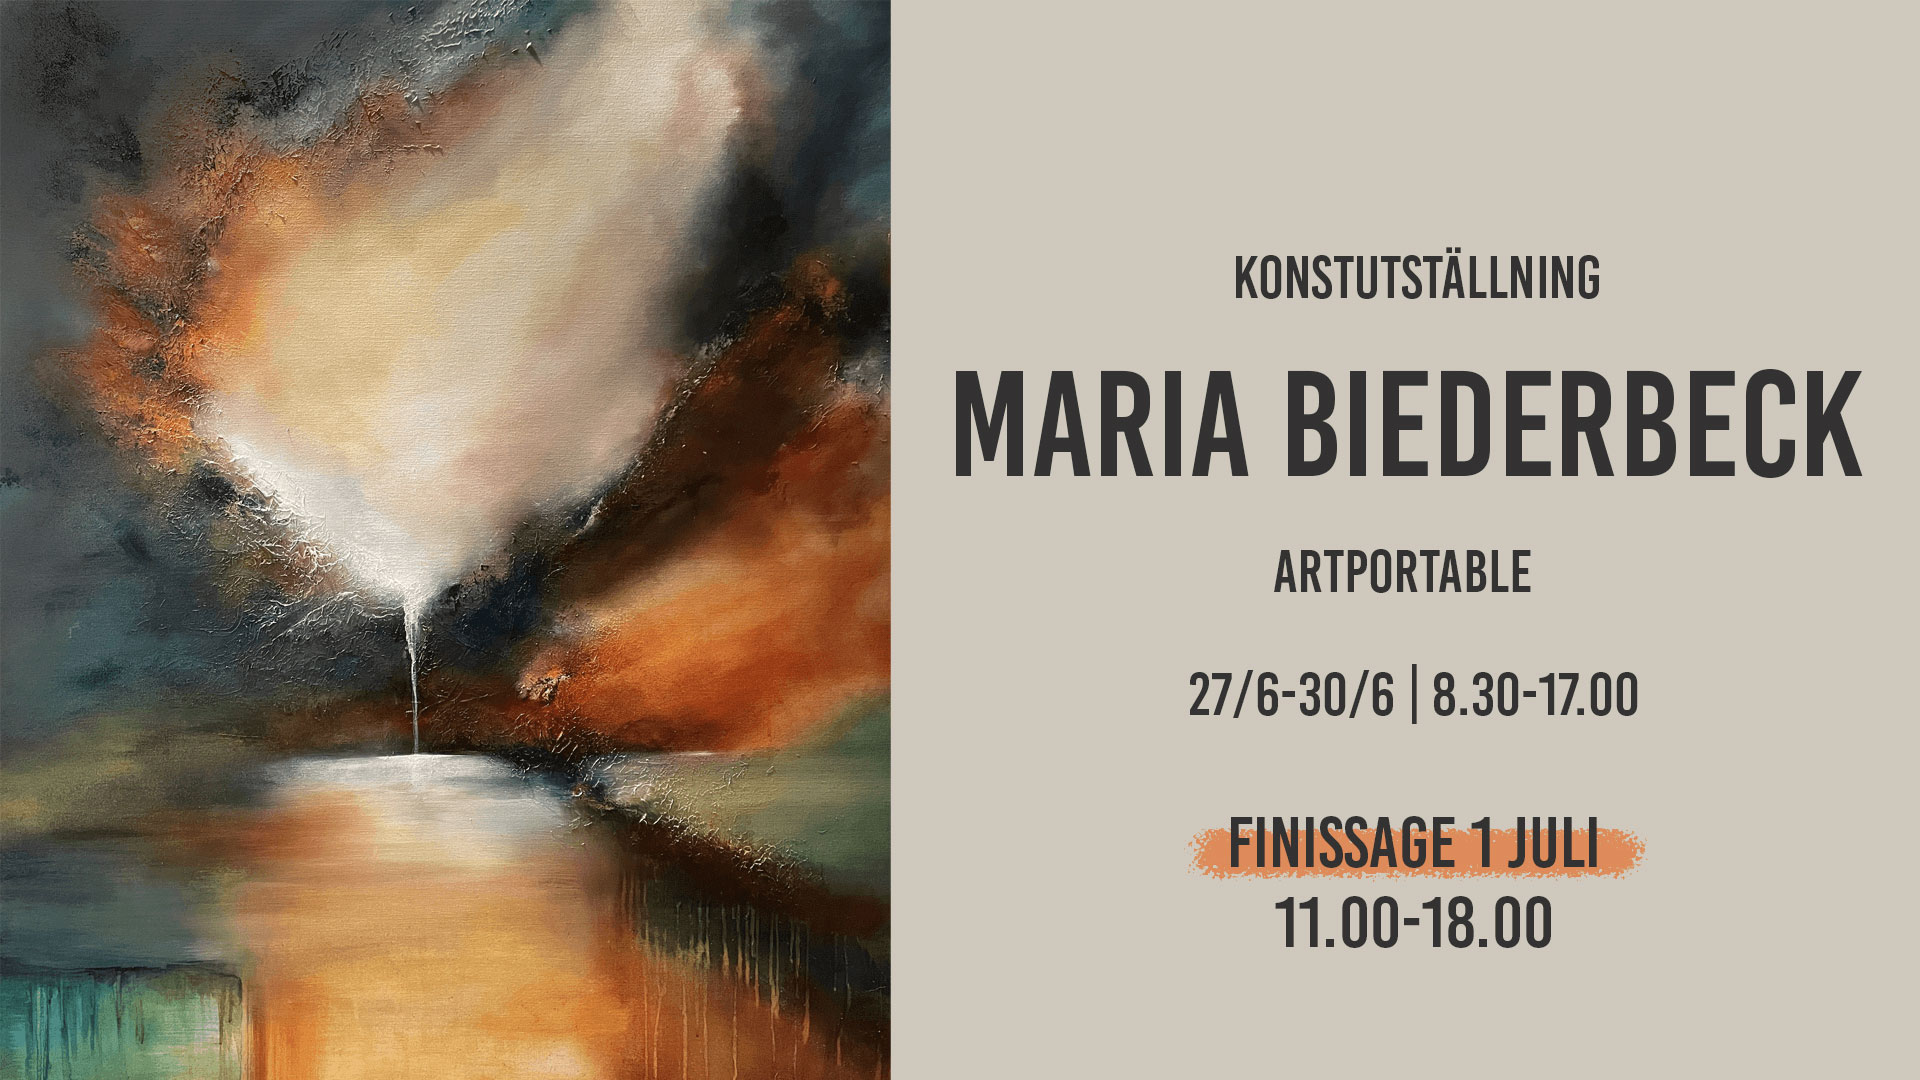 KONSTUTSTÄLLNING
MARIA BIEDERBECK
ARTPORTABLE
27/6-30/6 | 8.30-17.00
FINISSAGE 1 JULI
11.00-18.00